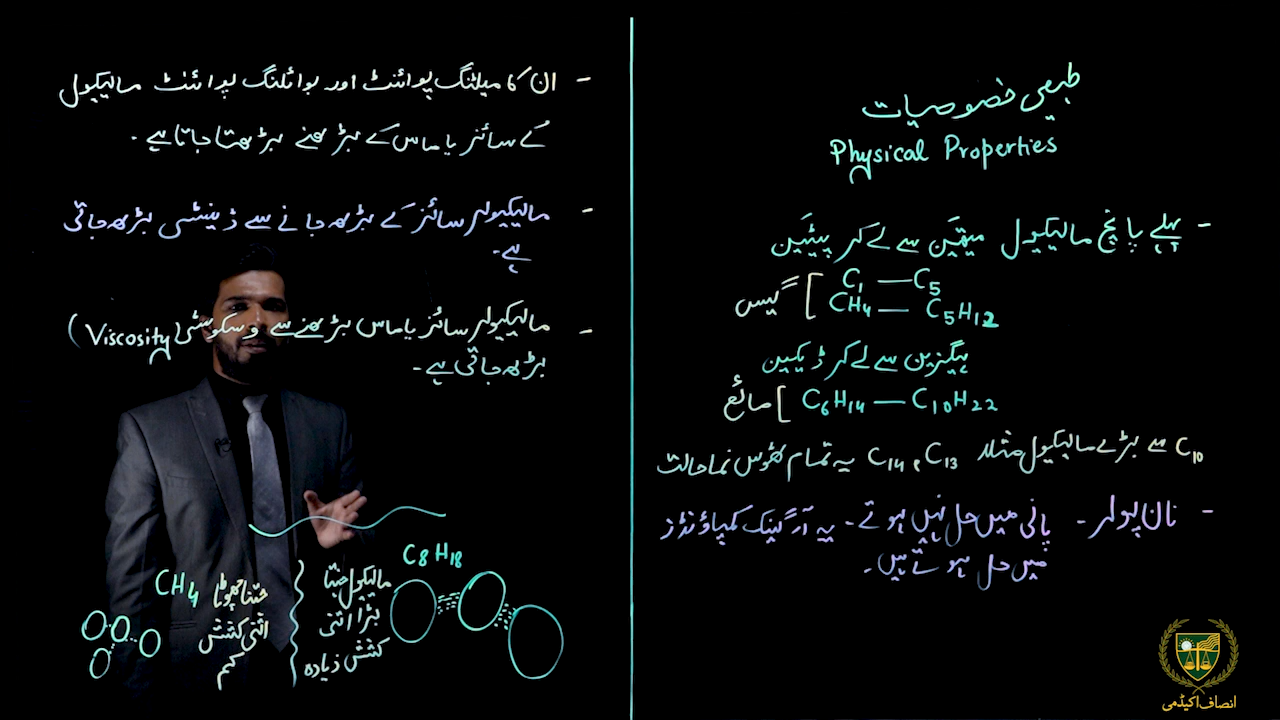 طبعی خصوصیات
Physical Properties
- پہلے پانچ مالیکیول میتھین سے لے کر پینٹین
C₁ — C₅
CH₄ — C₅H₁₂ ] گیس
ہیگزین سے لے کر ڈیکین
C₆H₁₄ — C₁₀H₂₂ ] مائع
C₁₀ سے بڑے مالیکیول مثلاً C₁₃، C₁₄ یہ تمام ٹھوس نما حالت
- نان پولر - پانی میں حل نہیں ہوتے - یہ آرگینک کمپاؤنڈز
میں حل ہوتے ہیں -
- ان کا میلٹنگ پوائنٹ اور بوائلنگ پوائنٹ مالیکیول
کے سائز یا ماس کے بڑھنے بڑھتا جاتا ہے -
- مالیکیولر سائز کے بڑھ جانے سے ڈینسٹی بڑھ جاتی
ہے -
- مالیکیولر سائز یا ماس بڑھنے سے وسکوسٹی (Viscosity)
بڑھ جاتی ہے -
C8H18
مالیکیول جتنا
بڑا اتنی
کشش زیادہ
CH₄
جتنا چھوٹا
اتنی کشش
کم
انصاف اکیڈمی